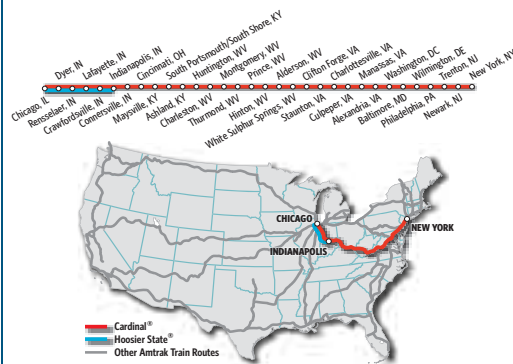 Dyer, IN
Lafayette, IN
Indianapolis, IN
Cincinnati, OH
South Portsmouth/South Shore, KY
Huntington, WV
Montgomery, WV
Prince, WV
Alderson, WV
Clifton Forge, VA
Charlottesville, VA
Manassas, VA
Washington, DC
Wilmington, DE
Trenton, NJ
New York, NY
Chicago, IL
Rensselaer, IN
Crawfordsville, IN
Connersville, IN
Maysville, KY
Ashland, KY
Charleston, WV
Thurmond, WV
Hinton, WV
White Sulphur Springs, WV
Staunton, VA
Culpeper, VA
Alexandria, VA
Baltimore, MD
Philadelphia, PA
Newark, NJ
CHICAGO
NEW YORK
INDIANAPOLIS
Cardinal®
Hoosier State®
Other Amtrak Train Routes